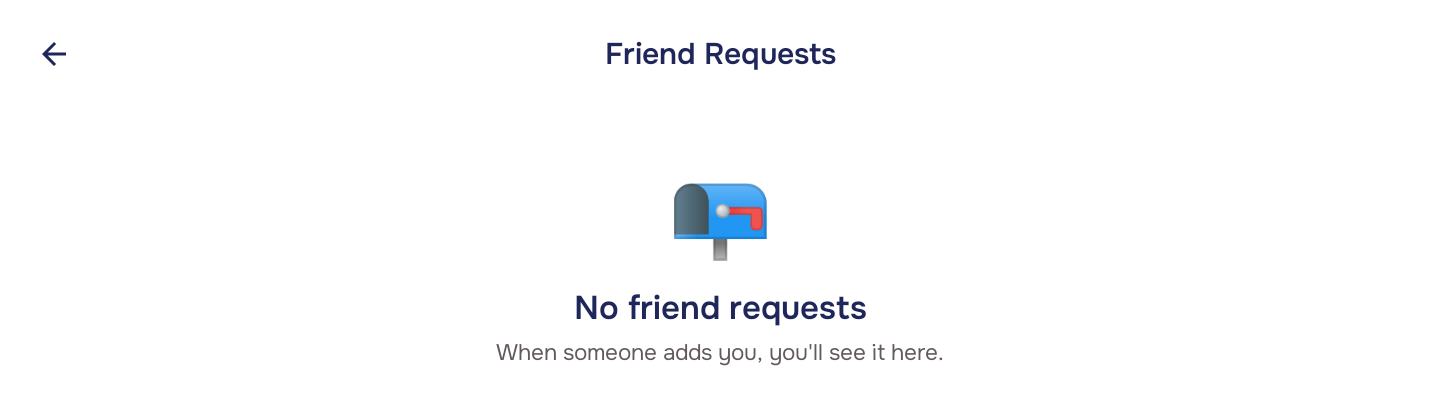 Friend Requests
No friend requests
When someone adds you, you'll see it here.